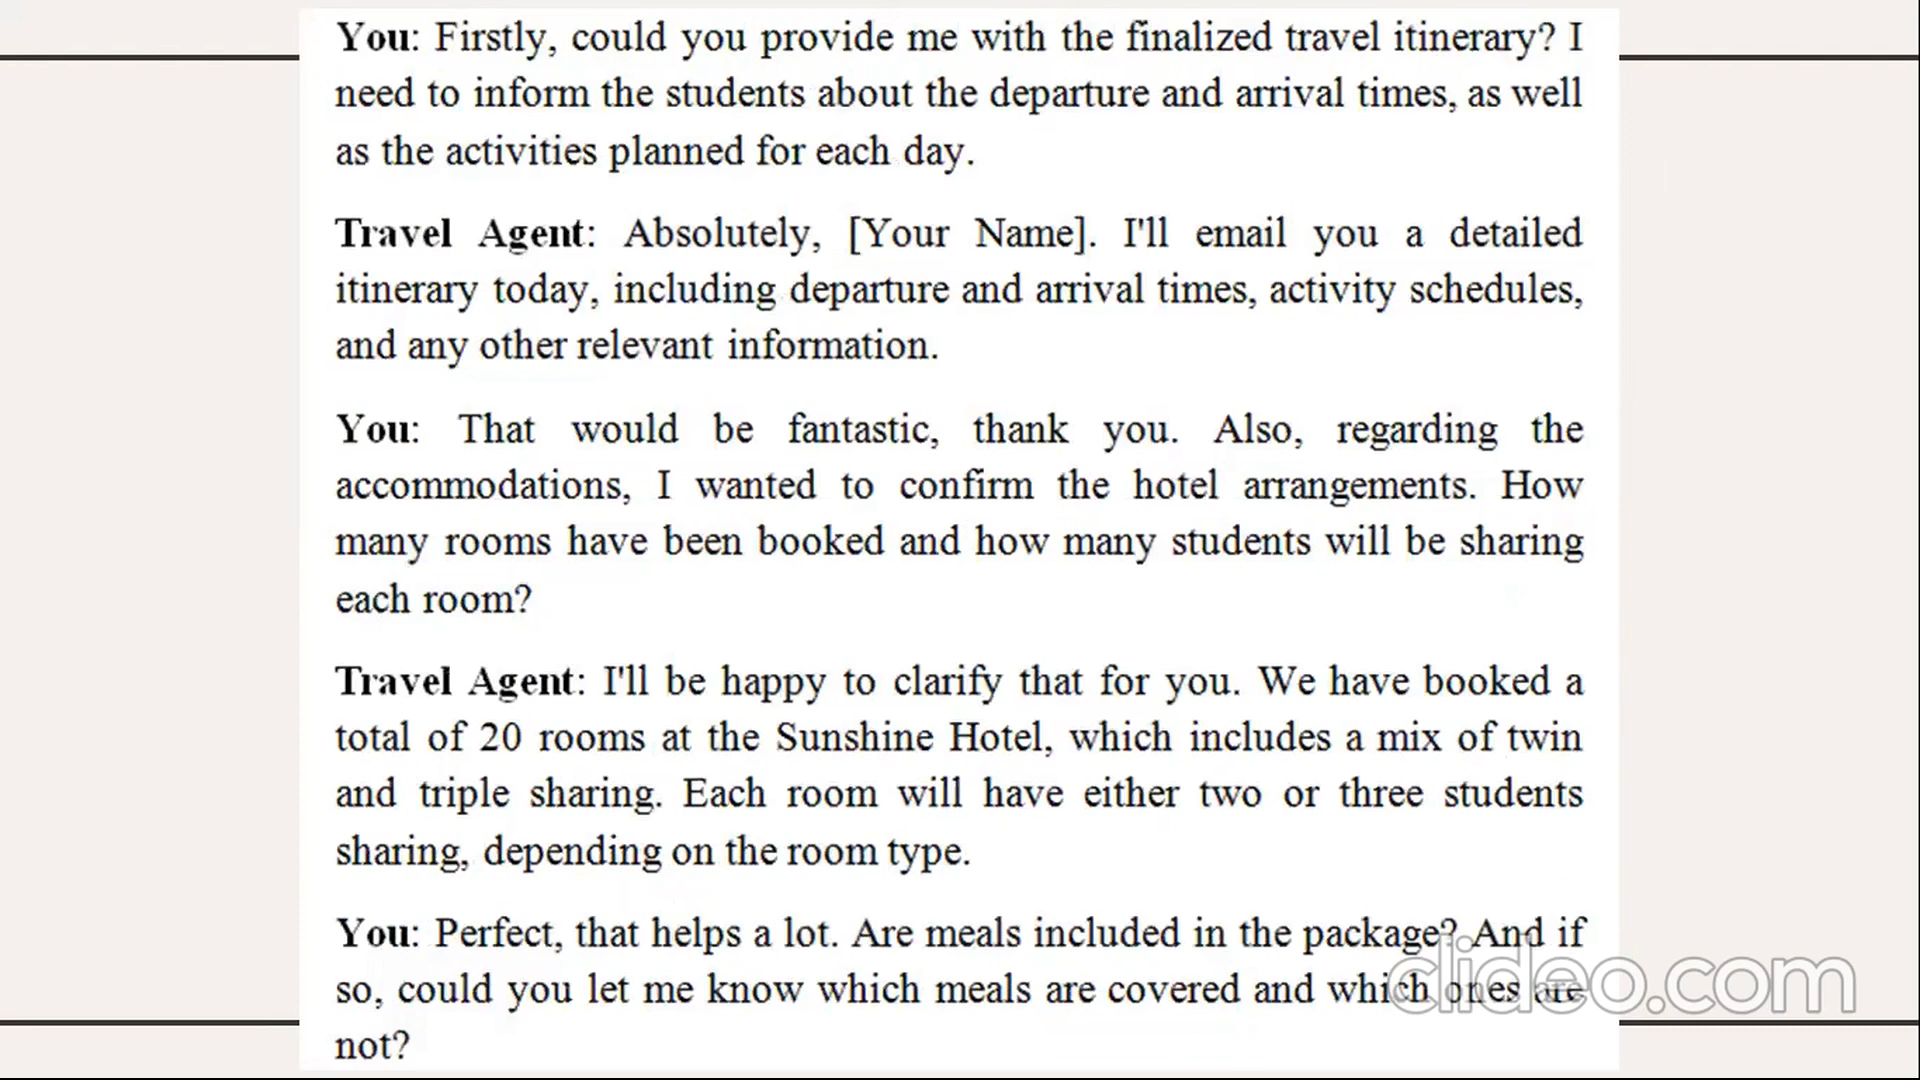 You: Firstly, could you provide me with the finalized travel itinerary? I
need to inform the students about the departure and arrival times, as well
as the activities planned for each day.
Travel Agent: Absolutely, [Your Name]. I'll email you a detailed
itinerary today, including departure and arrival times, activity schedules,
and any other relevant information.
You: That would be fantastic, thank you. Also, regarding the
accommodations, I wanted to confirm the hotel arrangements. How
many rooms have been booked and how many students will be sharing
each room?
Travel Agent: I'll be happy to clarify that for you. We have booked a
total of 20 rooms at the Sunshine Hotel, which includes a mix of twin
and triple sharing. Each room will have either two or three students
sharing, depending on the room type.
You: Perfect, that helps a lot. Are meals included in the package? And if
so, could you let me know which meals are covered and which ones are
not?
clideo.com